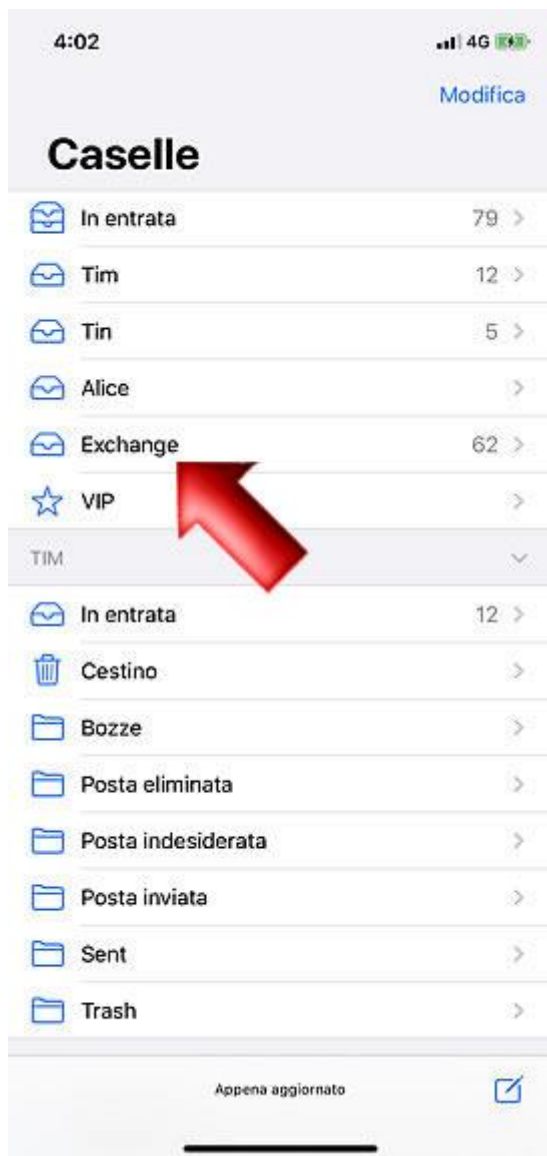 4:02 4G
Modifica
Caselle
In entrata 79
Tim 12
Tin 5
Alice
Exchange 62
VIP
TIM
In entrata 12
Cestino
Bozze
Posta eliminata
Posta indesiderata
Posta inviata
Sent
Trash
Appena aggiornato